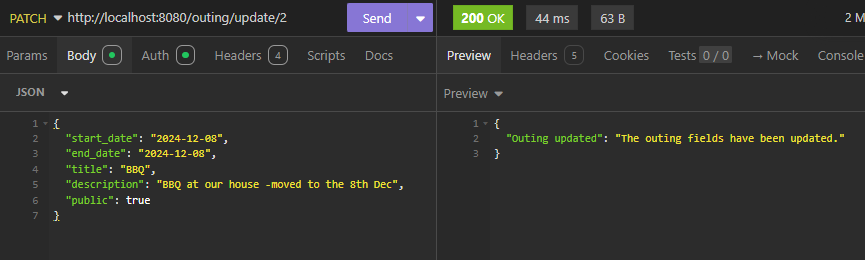 PATCH http://localhost:8080/outing/update/2 Send 200 OK 44 ms 63 B 2 M
Params Body Auth Headers 4 Scripts Docs Preview Headers 5 Cookies Tests 0 / 0 → Mock Console
JSON
Preview
1 {
2 "start_date": "2024-12-08",
3 "end_date": "2024-12-08",
4 "title": "BBQ",
5 "description": "BBQ at our house -moved to the 8th Dec",
6 "public": true
7 }
1 {
2 "Outing updated": "The outing fields have been updated."
3 }